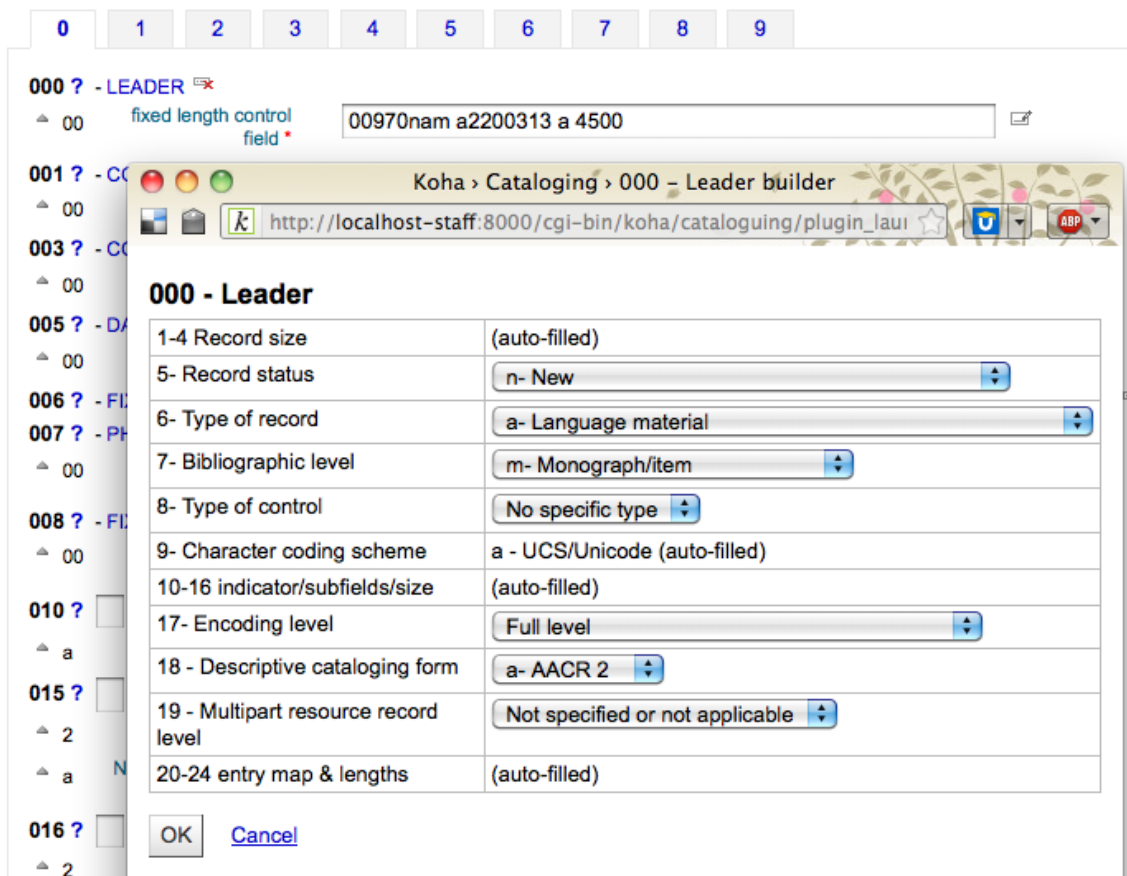 0 1 2 3 4 5 6 7 8 9
000 ? - LEADER
00 fixed length control field * 00970nam a2200313 a 4500
001 ? - CO
00
003 ? - CO
00
005 ? - DA
00
006 ? - FI
007 ? - PH
00
008 ? - FI
00
010 ?
a
015 ?
2
a N
016 ?
2
Koha › Cataloging › 000 – Leader builder
k http://localhost-staff:8000/cgi-bin/koha/cataloguing/plugin_lau
ABP
000 - Leader
1-4 Record size (auto-filled)
5- Record status n- New
6- Type of record a- Language material
7- Bibliographic level m- Monograph/item
8- Type of control No specific type
9- Character coding scheme a - UCS/Unicode (auto-filled)
10-16 indicator/subfields/size (auto-filled)
17- Encoding level Full level
18 - Descriptive cataloging form a- AACR 2
19 - Multipart resource record level Not specified or not applicable
20-24 entry map & lengths (auto-filled)
OK Cancel